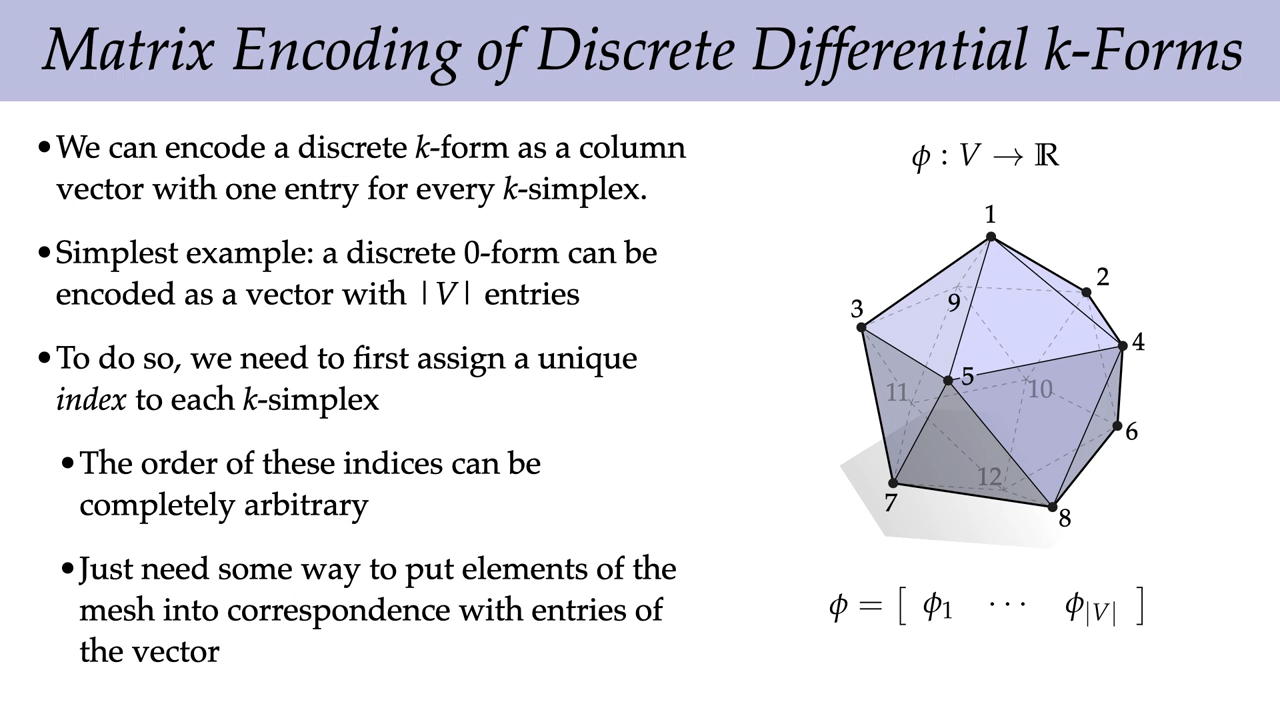 Matrix Encoding of Discrete Differential k-Forms
•We can encode a discrete k-form as a column
vector with one entry for every k-simplex.
•Simplest example: a discrete 0-form can be
encoded as a vector with |V| entries
•To do so, we need to first assign a unique
index to each k-simplex
•The order of these indices can be
completely arbitrary
•Just need some way to put elements of the
mesh into correspondence with entries of
the vector
ϕ : V → ℝ
1
2
3
9
4
5
11
10
6
12
7
8
ϕ = [ ϕ₁ ⋯ ϕ_|V| ]